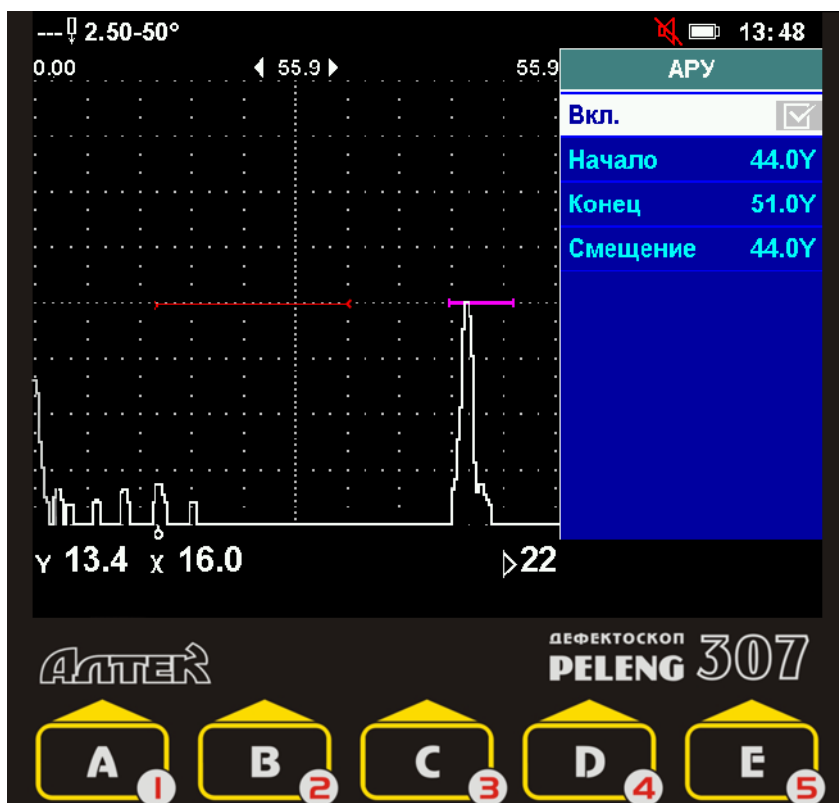 --- 2.50-50° 13:48
0.00 55.9 55.9
АРУ
Вкл.
Начало 44.0Y
Конец 51.0Y
Смещение 44.0Y
Y 13.4 X 16.0 22
АЛТЕК
ДЕФЕКТОСКОП
PELENG 307
A 1 B 2 C 3 D 4 E 5